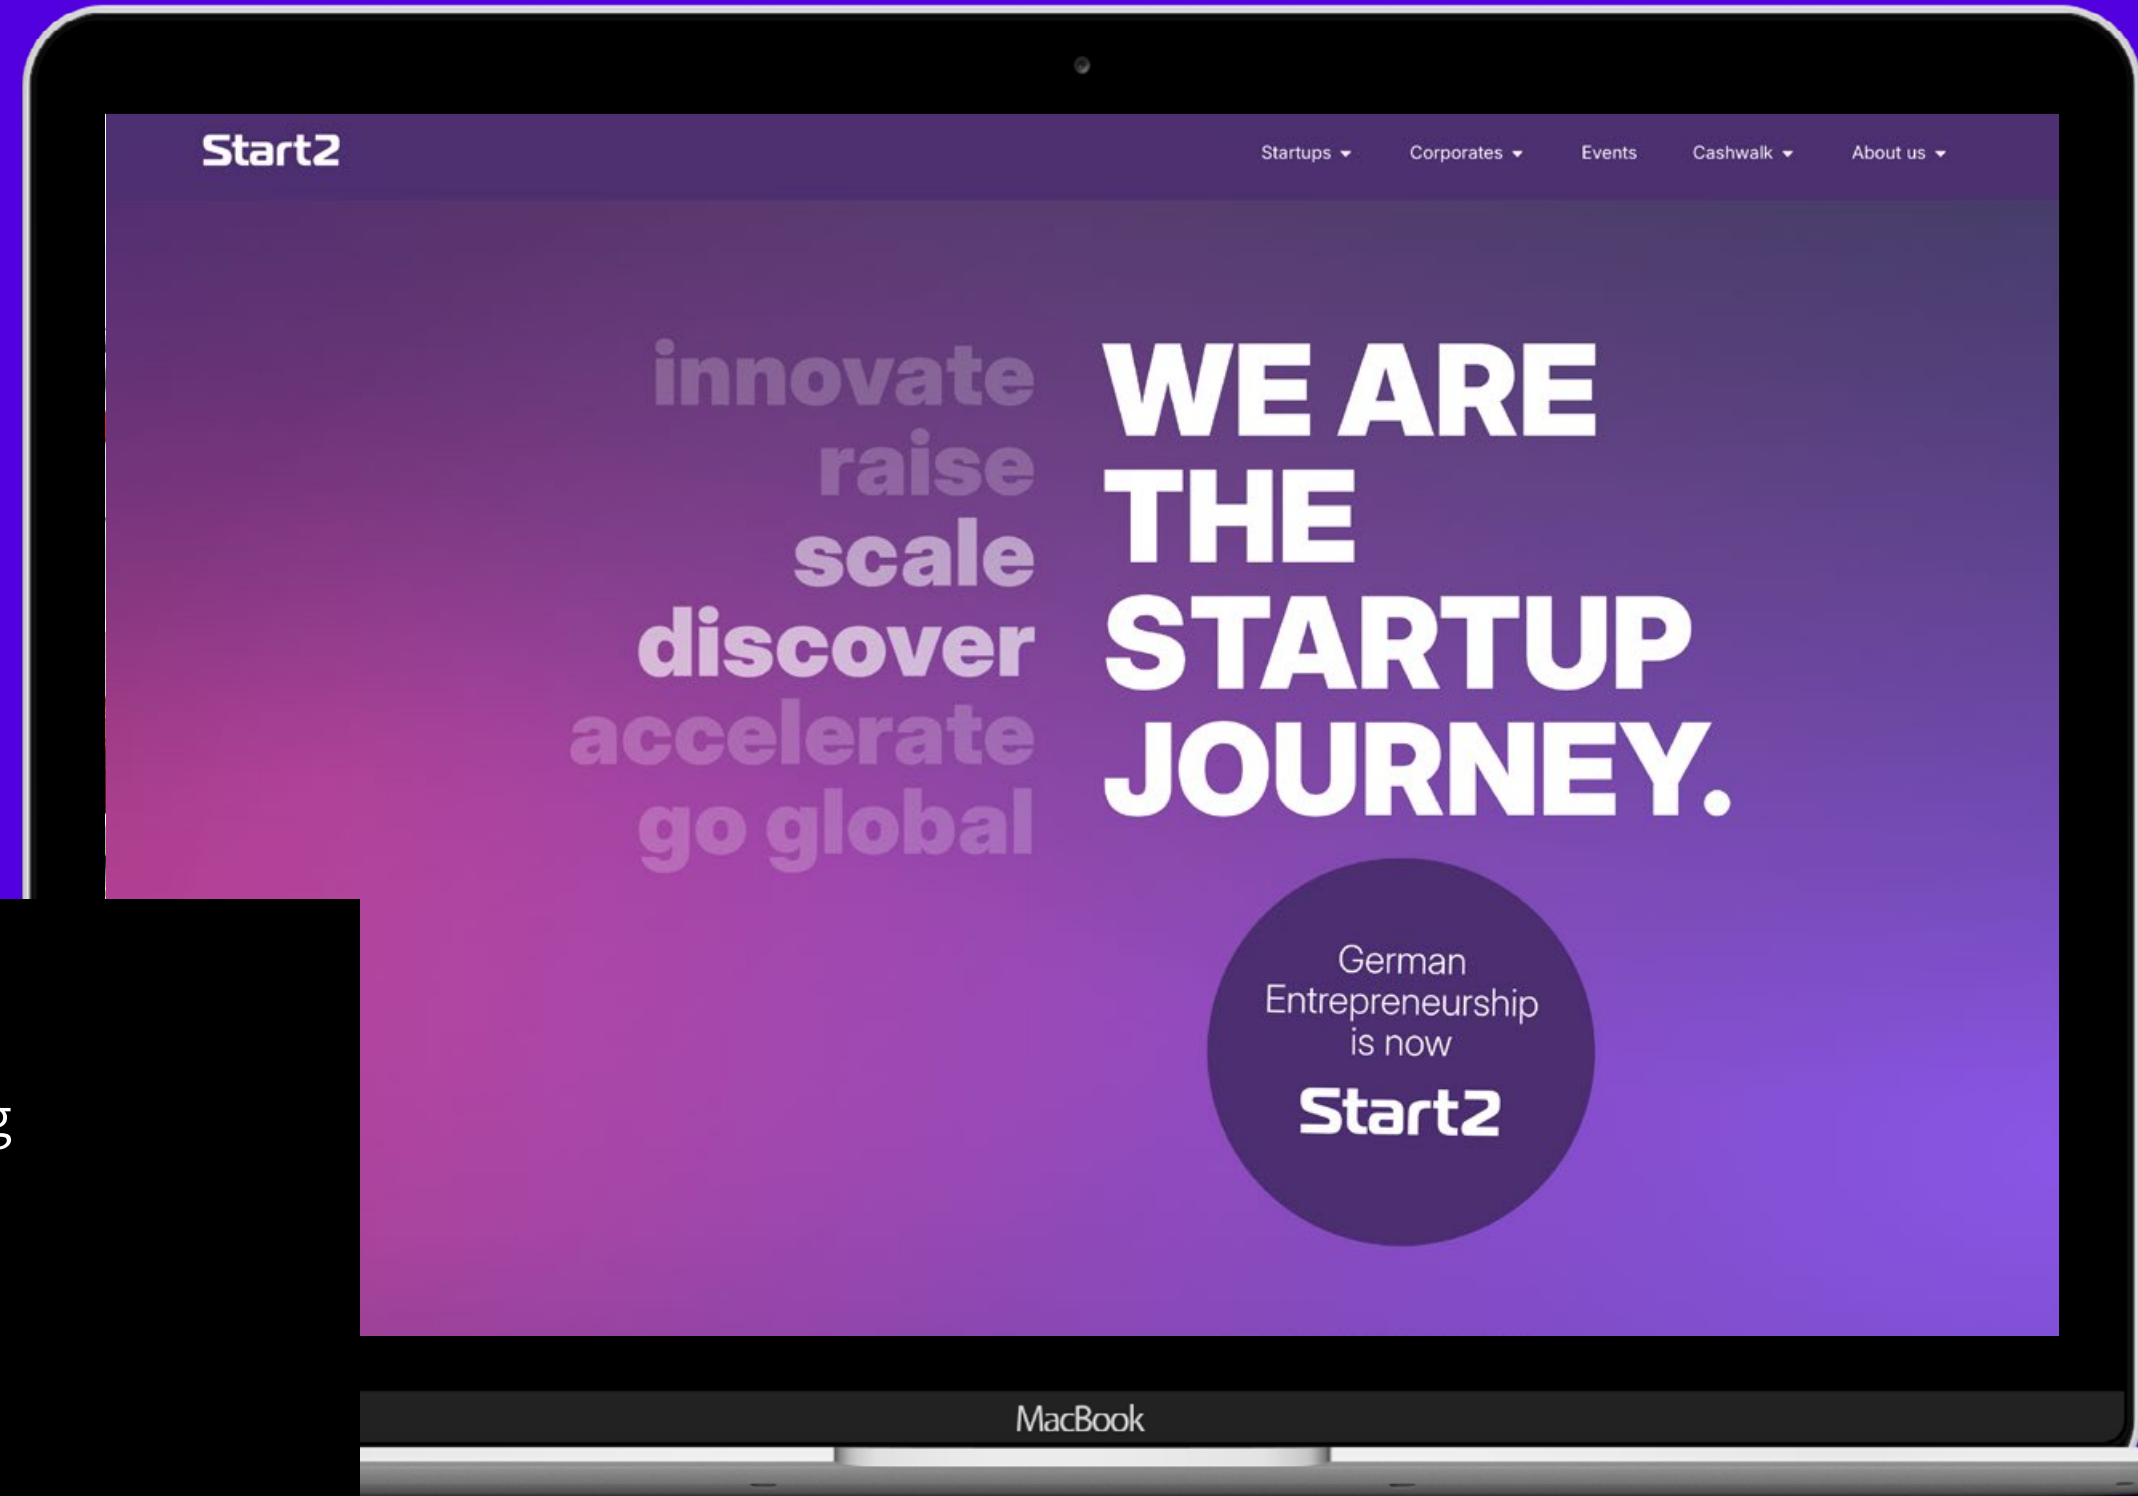 Start2
Startups Corporates Events Cashwalk About us
innovate
raise
scale
discover
accelerate
go global
WE ARE
THE
STARTUP
JOURNEY.
German
Entrepreneurship
is now
Start2
g
MacBook